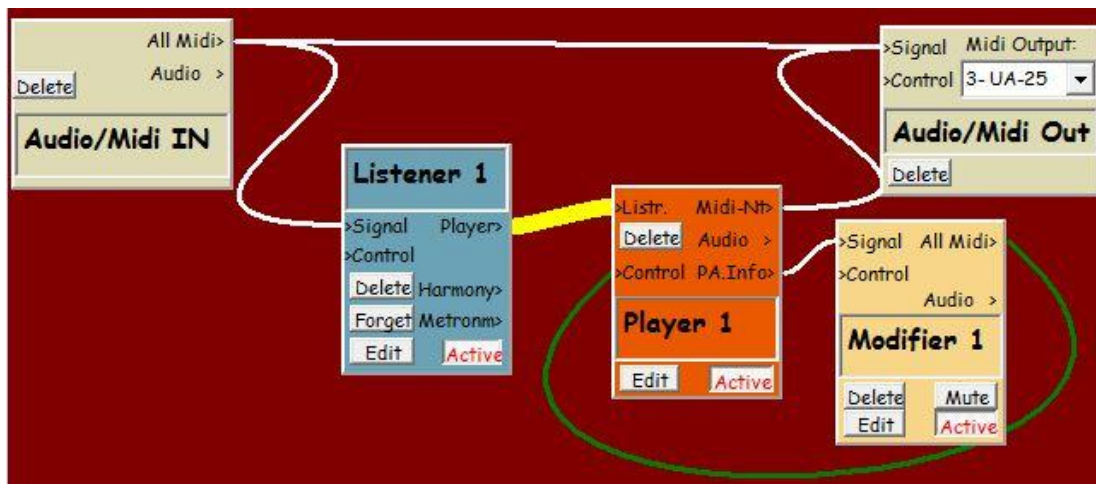 All Midi>
Audio >
Delete
Audio/Midi IN
>Signal Midi Output:
>Control 3- UA-25
Audio/Midi Out
Delete
Listener 1
>Signal Player>
>Control
Delete Harmony>
Forget Metronm>
Edit Active
>Listr. Midi-Nt>
Delete Audio >
>Control P.A.Info>
Player 1
Edit Active
>Signal All Midi>
>Control
Audio >
Modifier 1
Delete Mute
Edit Active